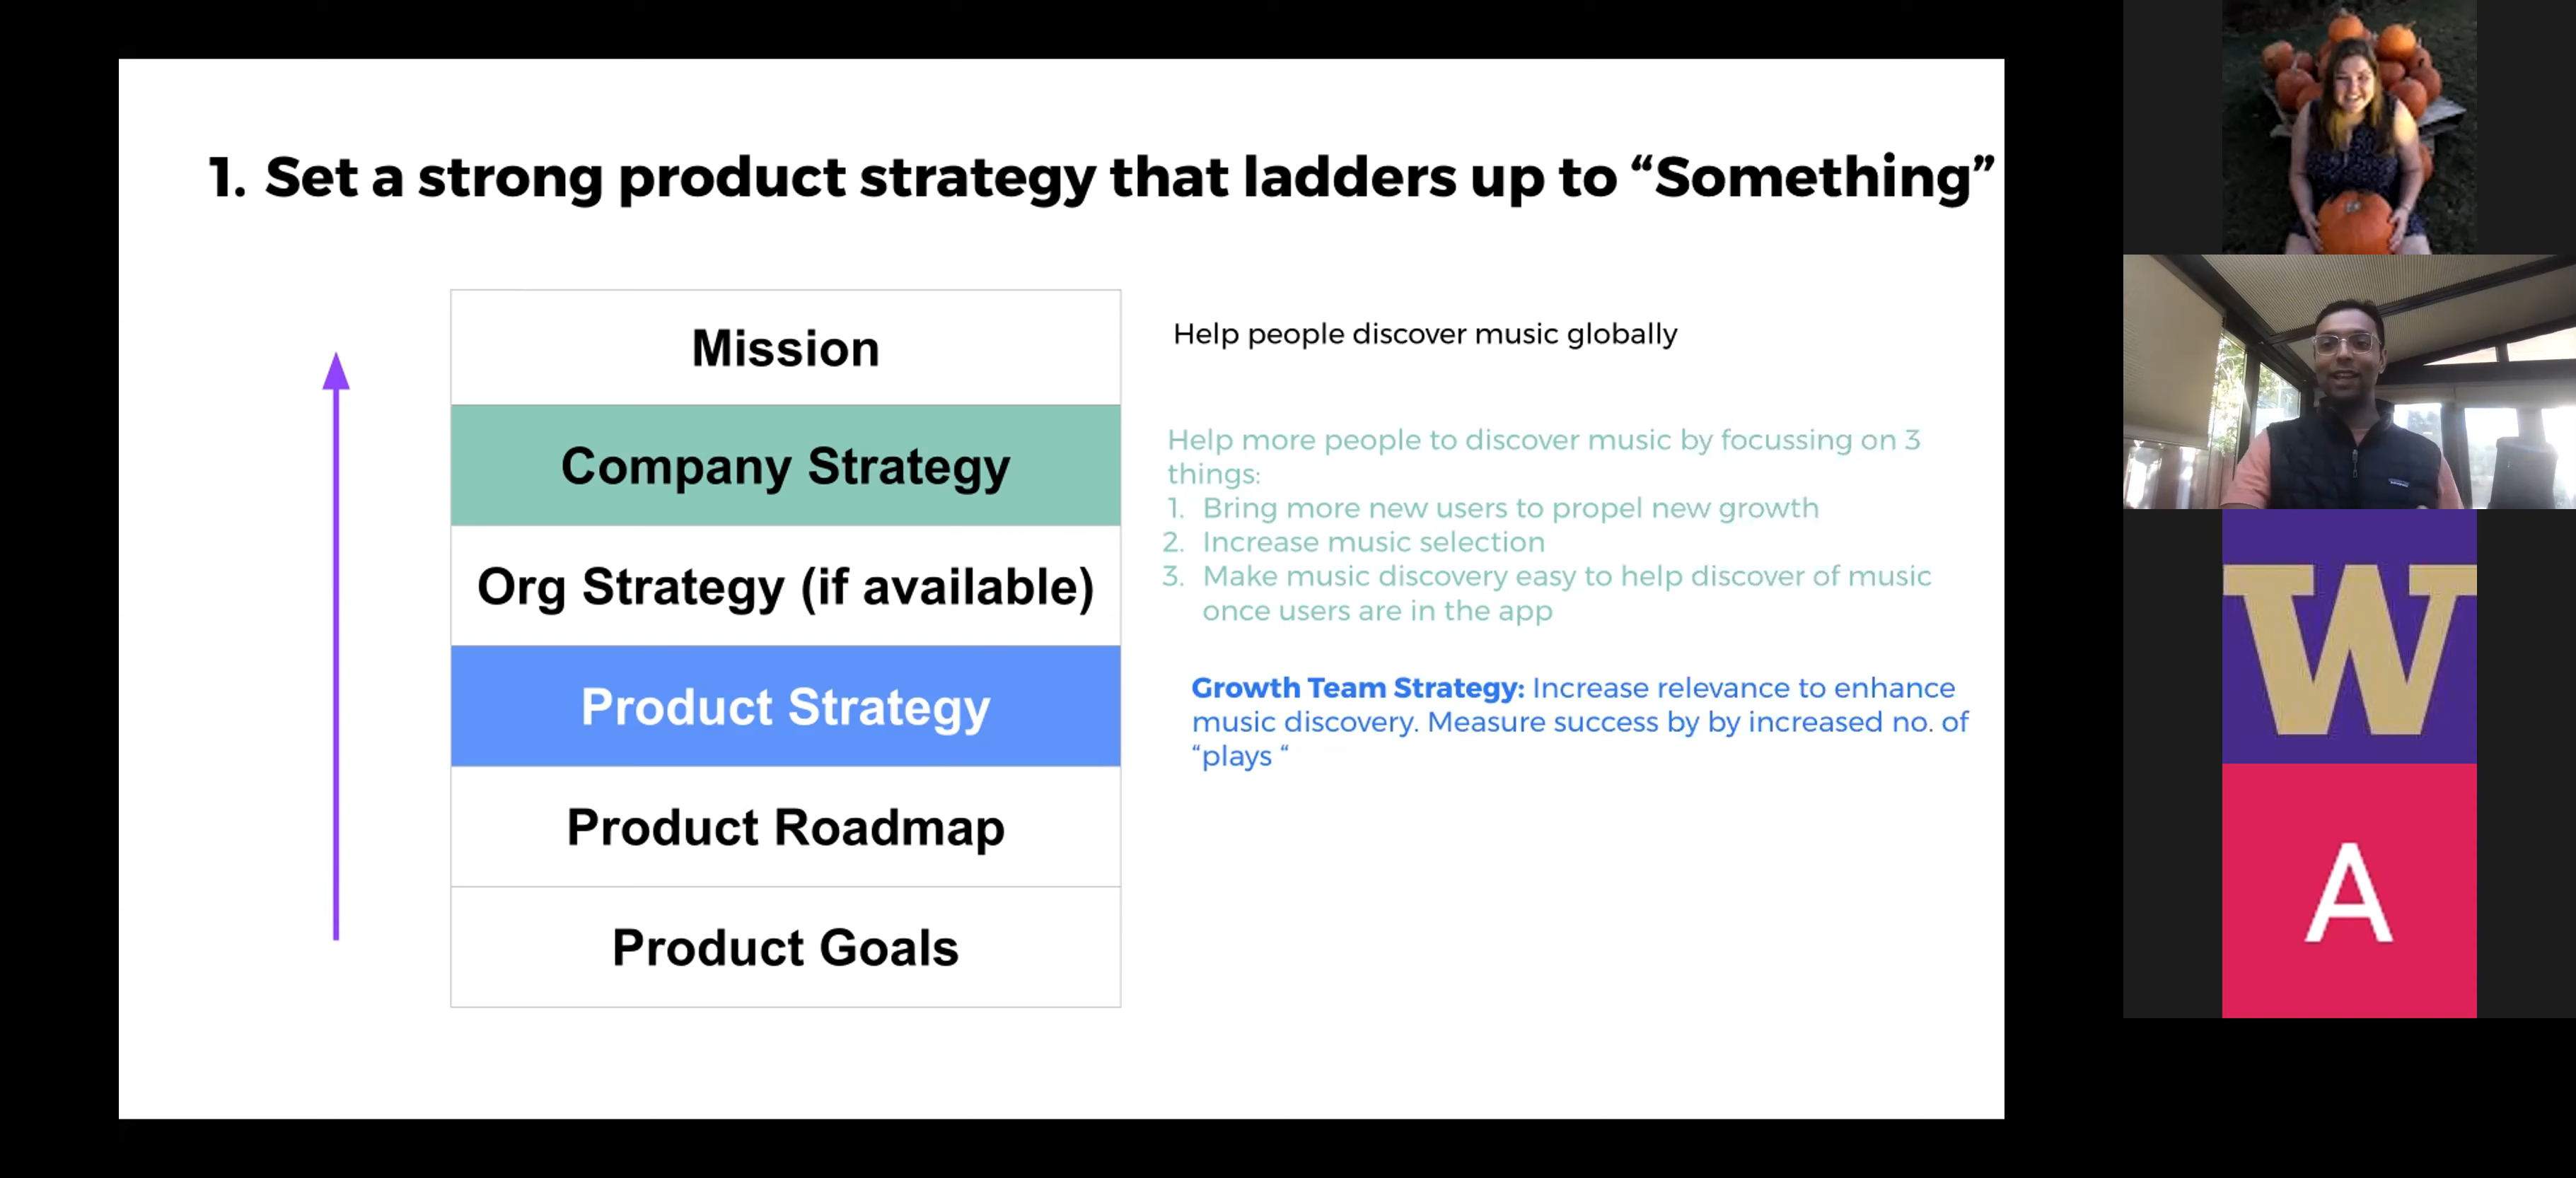 1. Set a strong product strategy that ladders up to “Something”
Mission
Help people discover music globally
Company Strategy
Help more people to discover music by focussing on 3
things:
1. Bring more new users to propel new growth
2. Increase music selection
3. Make music discovery easy to help discover of music
once users are in the app
Org Strategy (if available)
Product Strategy
Growth Team Strategy: Increase relevance to enhance
music discovery. Measure success by by increased no. of
“plays “
Product Roadmap
Product Goals
W
A